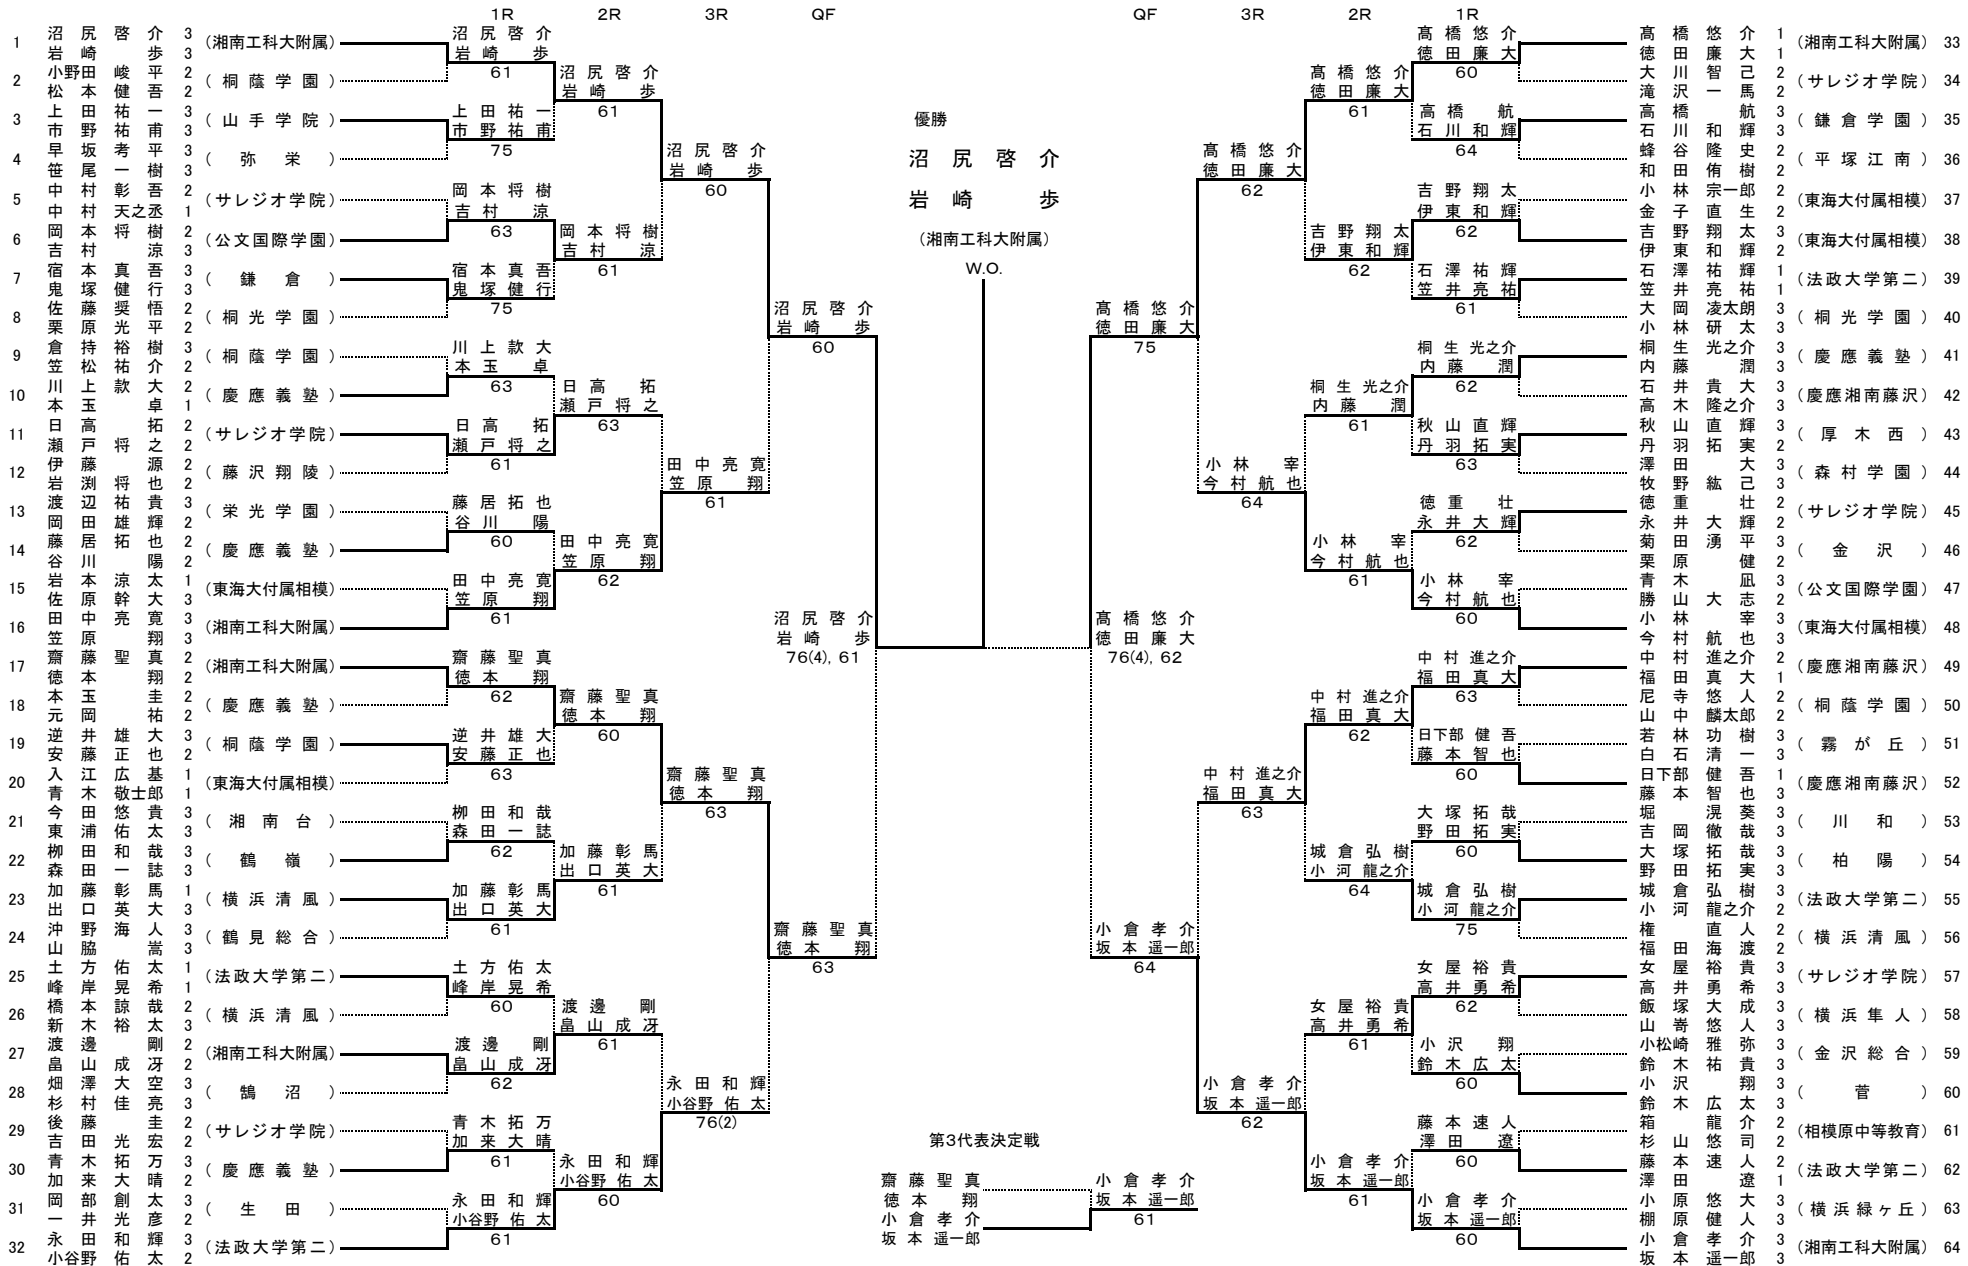 1R 2R 3R QF QF 3R 2R 1R
1 沼尻啓介 3 岩崎歩 3 (湘南工科大附属)
2 小野田峻平 2 松本健吾 2 (桐蔭学園)
3 上田祐一 3 市野祐甫 3 (山手学院)
4 早坂考平 3 笹尾一樹 3 (弥栄)
5 中村彰吾 2 中村天之丞 1 (サレジオ学院)
6 岡本将樹 2 吉村涼 3 (公文国際学園)
7 宿本真吾 3 鬼塚健行 3 (鎌倉)
8 佐藤奨悟 2 栗原光平 2 (桐光学園)
9 倉持裕樹 3 笠松祐介 2 (桐蔭学園)
10 川上款大 2 本玉卓 1 (慶應義塾)
11 日高拓 2 瀬戸将之 2 (サレジオ学院)
12 伊藤源 2 岩渕将也 2 (藤沢翔陵)
13 渡辺祐貴 3 岡田雄輝 2 (栄光学園)
14 藤居拓也 2 谷川陽 2 (慶應義塾)
15 岩本涼太 1 佐原幹大 3 (東海大付属相模)
16 田中亮寛 3 笠原翔 3 (湘南工科大附属)
17 齋藤聖真 2 徳本翔 2 (湘南工科大附属)
18 本玉圭 2 元岡祐 2 (慶應義塾)
19 逆井雄大 3 安藤正也 2 (桐蔭学園)
20 入江広基 1 青木敬士郎 1 (東海大付属相模)
21 今田悠貴 3 東浦佑太 3 (湘南台)
22 栁田和哉 3 森田一誌 3 (鶴嶺)
23 加藤彰馬 1 出口英大 3 (横浜清風)
24 沖野海人 3 山脇嵩 3 (鶴見総合)
25 土方佑太 1 峰岸晃希 1 (法政大学第二)
26 橋本諒哉 2 新木裕太 3 (横浜清風)
27 渡邊剛 2 畠山成冴 2 (湘南工科大附属)
28 畑澤大空 3 杉村佳亮 3 (鵠沼)
29 後藤圭 2 吉田光宏 2 (サレジオ学院)
30 青木拓万 3 加来大晴 2 (慶應義塾)
31 岡部創太 3 一井光彦 2 (生田)
32 永田和輝 3 小谷野佑太 2 (法政大学第二)
沼尻啓介 岩崎歩 61
上田祐一 市野祐甫 75
岡本将樹 吉村涼 63
宿本真吾 鬼塚健行 75
川上款大 本玉卓 63
日高拓 瀬戸将之 61
藤居拓也 谷川陽 60
田中亮寛 笠原翔 61
齋藤聖真 徳本翔 62
逆井雄大 安藤正也 63
栁田和哉 森田一誌 62
加藤彰馬 出口英大 61
土方佑太 峰岸晃希 60
渡邊剛 畠山成冴 62
青木拓万 加来大晴 61
永田和輝 小谷野佑太 61
沼尻啓介 岩崎歩 61
岡本将樹 吉村涼 61
日高拓 瀬戸将之 63
田中亮寛 笠原翔 62
齋藤聖真 徳本翔 60
加藤彰馬 出口英大 61
渡邊剛 畠山成冴 61
永田和輝 小谷野佑太 60
沼尻啓介 岩崎歩 60
田中亮寛 笠原翔 61
齋藤聖真 徳本翔 63
永田和輝 小谷野佑太 76(2)
沼尻啓介 岩崎歩 60
齋藤聖真 徳本翔 63
沼尻啓介 岩崎歩 76(4), 61
優勝
沼尻啓介
岩崎歩
(湘南工科大附属)
W.O.
髙橋悠介 徳田廉大 76(4), 62
髙橋悠介 徳田廉大 75
小倉孝介 坂本遥一郎 64
髙橋悠介 徳田廉大 62
小林宰 今村航也 64
中村進之介 福田真大 63
小倉孝介 坂本遥一郎 62
髙橋悠介 徳田廉大 61
吉野翔太 伊東和輝 62
桐生光之介 内藤潤 61
小林宰 今村航也 61
中村進之介 福田真大 62
城倉弘樹 小河龍之介 64
女屋裕貴 高井勇希 61
小倉孝介 坂本遥一郎 61
髙橋悠介 徳田廉大 60
高橋航 石川和輝 64
吉野翔太 伊東和輝 62
石澤祐輝 笠井亮祐 61
桐生光之介 内藤潤 62
秋山直輝 丹羽拓実 63
徳重壮 永井大輝 62
小林宰 今村航也 60
中村進之介 福田真大 63
日下部健吾 藤本智也 60
大塚拓哉 野田拓実 60
城倉弘樹 小河龍之介 75
女屋裕貴 高井勇希 62
小沢翔 鈴木広太 60
藤本速人 澤田遼 60
小倉孝介 坂本遥一郎 60
髙橋悠介 1 徳田廉大 1 (湘南工科大附属) 33
大川智己 2 滝沢一馬 2 (サレジオ学院) 34
高橋航 3 石川和輝 3 (鎌倉学園) 35
蜂谷隆史 2 和田侑樹 2 (平塚江南) 36
小林宗一郎 2 金子直生 2 (東海大付属相模) 37
吉野翔太 3 伊東和輝 2 (東海大付属相模) 38
石澤祐輝 1 笠井亮祐 1 (法政大学第二) 39
大岡凌太朗 3 小林研太 3 (桐光学園) 40
桐生光之介 3 内藤潤 3 (慶應義塾) 41
石井貴大 3 高木隆之介 3 (慶應湘南藤沢) 42
秋山直輝 3 丹羽拓実 2 (厚木西) 43
澤田大 3 牧野紘己 3 (森村学園) 44
徳重壮 2 永井大輝 2 (サレジオ学院) 45
菊田湧平 3 栗原健 2 (金沢) 46
青木凪 3 勝山大志 2 (公文国際学園) 47
小林宰 3 今村航也 3 (東海大付属相模) 48
中村進之介 2 福田真大 1 (慶應湘南藤沢) 49
尼寺悠人 2 山中麟太郎 2 (桐蔭学園) 50
若林功樹 3 白石清一 3 (霧が丘) 51
日下部健吾 1 藤本智也 3 (慶應湘南藤沢) 52
堀滉葵 3 吉岡徹哉 3 (川和) 53
大塚拓哉 3 野田拓実 3 (柏陽) 54
城倉弘樹 3 小河龍之介 2 (法政大学第二) 55
権直人 2 福田海渡 2 (横浜清風) 56
女屋裕貴 3 高井勇希 3 (サレジオ学院) 57
飯塚大成 3 山嵜悠人 3 (横浜隼人) 58
小松崎雅弥 3 鈴木祐貴 3 (金沢総合) 59
小沢翔 3 鈴木広太 3 (菅) 60
箱龍介 2 杉山悠司 2 (相模原中等教育) 61
藤本速人 2 澤田遼 1 (法政大学第二) 62
小原悠大 3 棚原健人 3 (横浜緑ヶ丘) 63
小倉孝介 3 坂本遥一郎 3 (湘南工科大附属) 64
第3代表決定戦
齋藤聖真
徳本翔
小倉孝介
坂本遥一郎
小倉孝介
坂本遥一郎
61